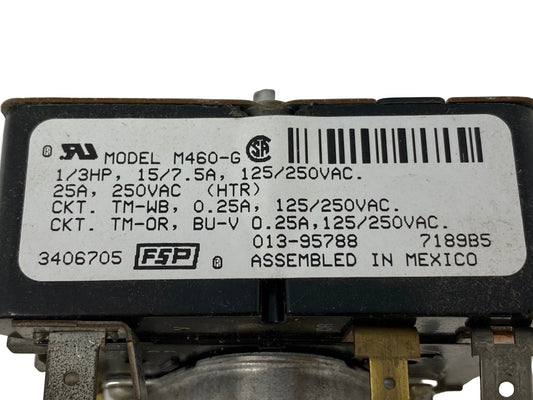 MODEL M460-G
1/3HP, 15/7.5A, 125/250VAC.
25A, 250VAC (HTR)
CKT. TM-WB, 0.25A, 125/250VAC.
CKT. TM-OR, BU-V 0.25A,125/250VAC.
013-95788 7189B5
3406705 FSP ® ASSEMBLED IN MEXICO